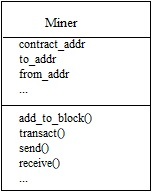 Miner
contract_addr
to_addr
from_addr
...
add_to_block()
transact()
send()
receive()
...